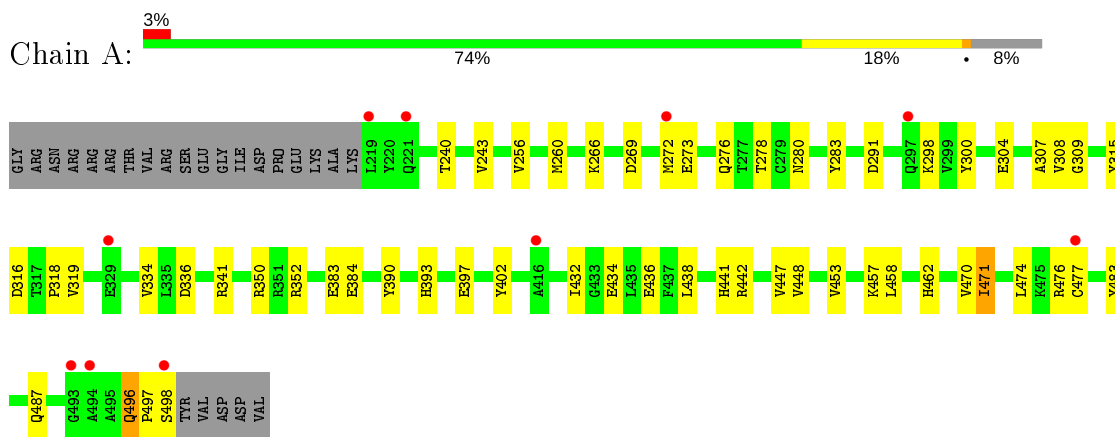 3%
Chain A:
74% 18% • 8%
GLY ARG ASN ARG ARG ARG THR VAL ARG SER GLU GLY ILE ASP PRO GLU LYS ALA LYS L219 Y220 Q221 T240 V243 V256 M260 K266 D269 M272 E273 Q276 T277 T278 C279 N280 Y283 D291 Q297 K298 V299 Y300 E304 A307 V308 G309 Y315
D316 T317 P318 V319 E329 V334 L335 D336 R341 R350 R351 R352 E383 E384 Y390 H393 E397 Y402 A416 I432 G433 E434 L435 E436 F437 L438 H441 R442 V447 V448 V453 K457 L458 H462 V470 I471 L474 K475 R476 C477 Y483
Q487 G493 A494 A495 Q496 P497 S498 TYR VAL ASP ASP VAL